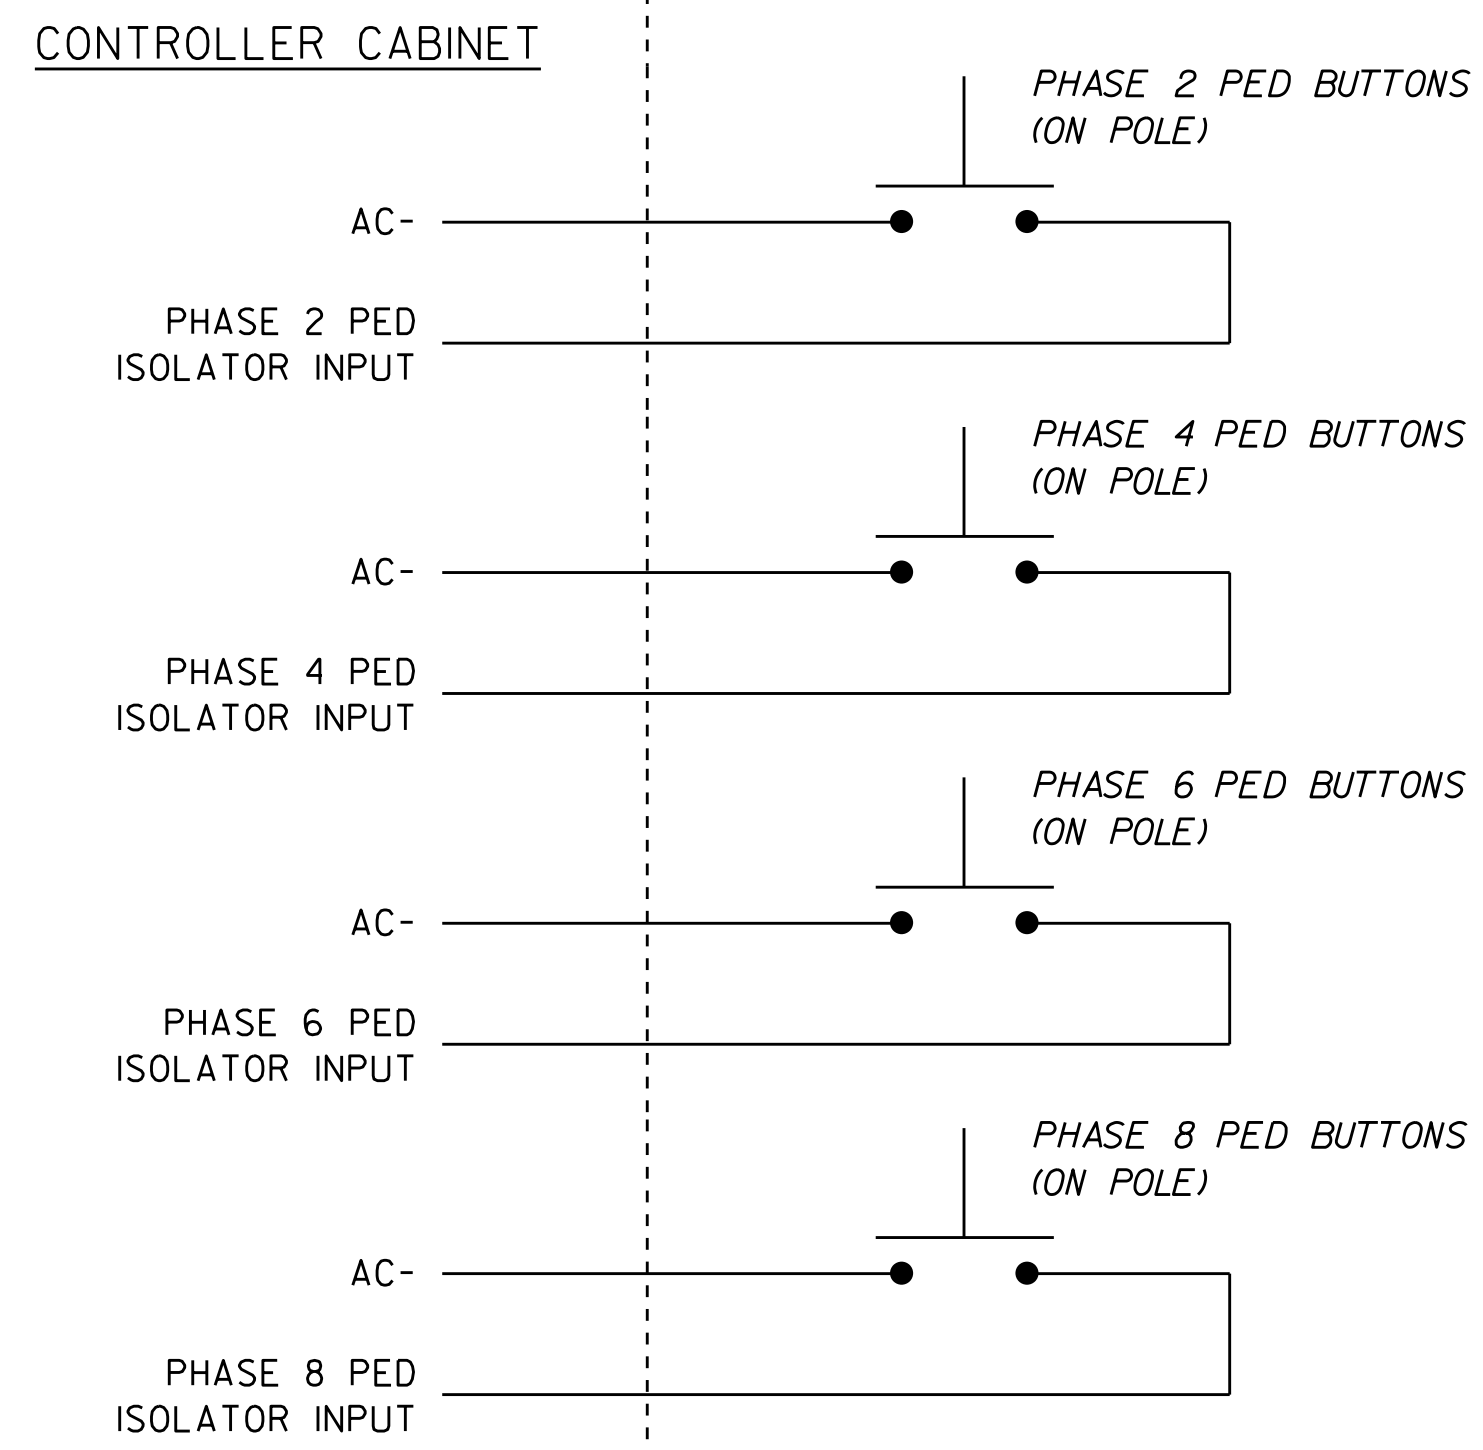 CONTROLLER CABINET
PHASE 2 PED BUTTONS
(ON POLE)
AC-
PHASE 2 PED
ISOLATOR INPUT
PHASE 4 PED BUTTONS
(ON POLE)
AC-
PHASE 4 PED
ISOLATOR INPUT
PHASE 6 PED BUTTONS
(ON POLE)
AC-
PHASE 6 PED
ISOLATOR INPUT
PHASE 8 PED BUTTONS
(ON POLE)
AC-
PHASE 8 PED
ISOLATOR INPUT